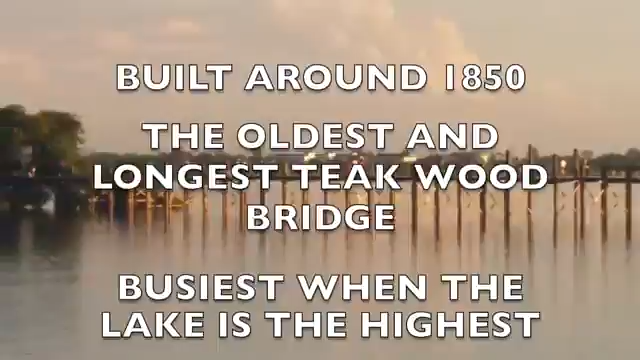 BUILT AROUND 1850
THE OLDEST AND
LONGEST TEAK WOOD
BRIDGE
BUSIEST WHEN THE
LAKE IS THE HIGHEST